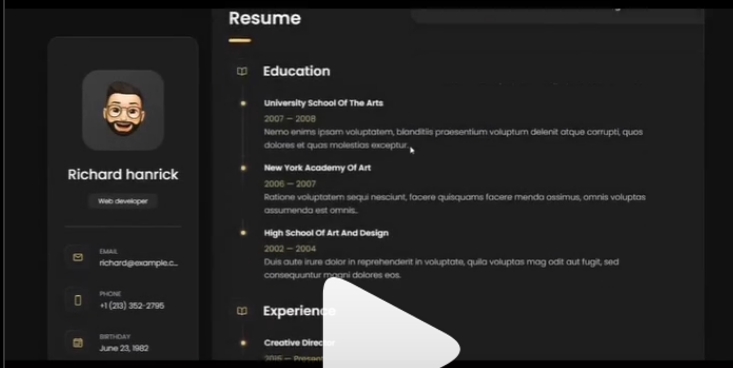 Resume
Education
University School Of The Arts
2007 — 2008
Nemo enims ipsam voluptatem, blanditiis praesentium voluptum delenit atque corrupti, quos
dolores et quas molestias exceptur.
New York Academy Of Art
2006 — 2007
Ratione voluptatem sequi nesciunt, facere quisquams facere menda ossimus, omnis voluptas
assumenda est omnis..
High School Of Art And Design
2002 — 2004
Duis aute irure dolor in reprehenderit in voluptate, quila voluptas mag odit aut fugit, sed
consequuntur magni dolores eos.
Experience
Creative Director
2015 — Present
Richard hanrick
Web developer
EMAIL
richard@example.c...
PHONE
+1 (213) 352-2795
BIRTHDAY
June 23, 1982